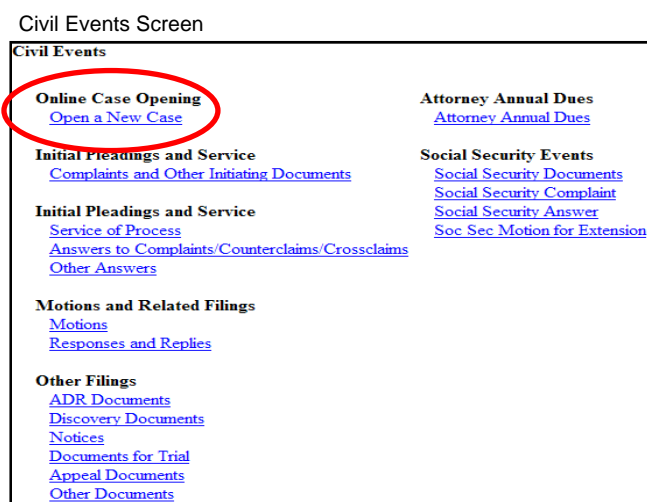 Civil Events Screen
Civil Events
Online Case Opening
Open a New Case
Initial Pleadings and Service
Complaints and Other Initiating Documents
Initial Pleadings and Service
Service of Process
Answers to Complaints/Counterclaims/Crossclaims
Other Answers
Motions and Related Filings
Motions
Responses and Replies
Other Filings
ADR Documents
Discovery Documents
Notices
Documents for Trial
Appeal Documents
Other Documents
Attorney Annual Dues
Attorney Annual Dues
Social Security Events
Social Security Documents
Social Security Complaint
Social Security Answer
Soc Sec Motion for Extension